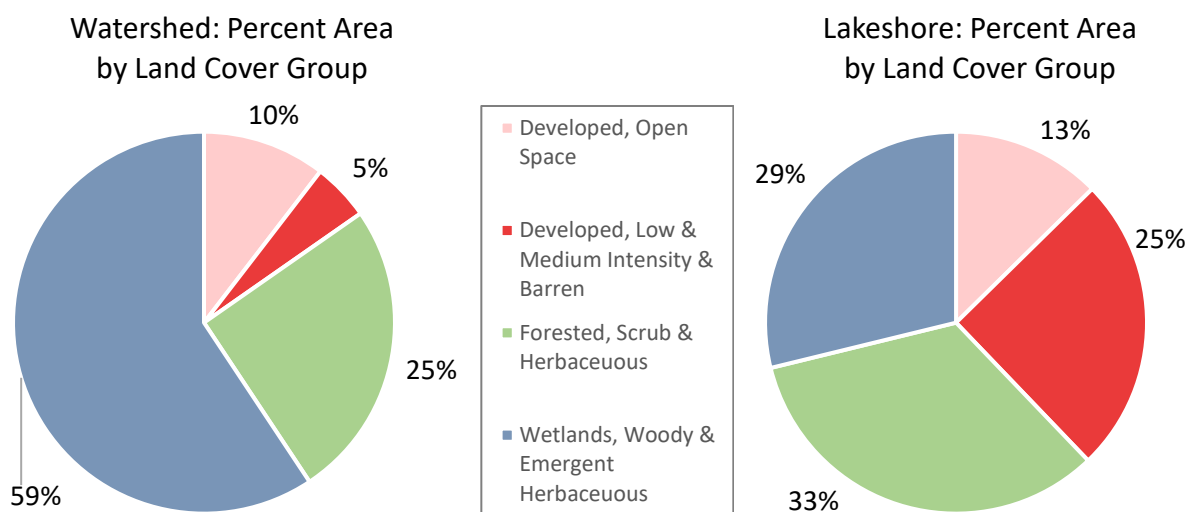 Watershed: Percent Area
by Land Cover Group
10%
5%
25%
59%
Developed, Open
Space
Developed, Low &
Medium Intensity &
Barren
Forested, Scrub &
Herbaceuous
Wetlands, Woody &
Emergent
Herbaceuous
Lakeshore: Percent Area
by Land Cover Group
13%
25%
33%
29%